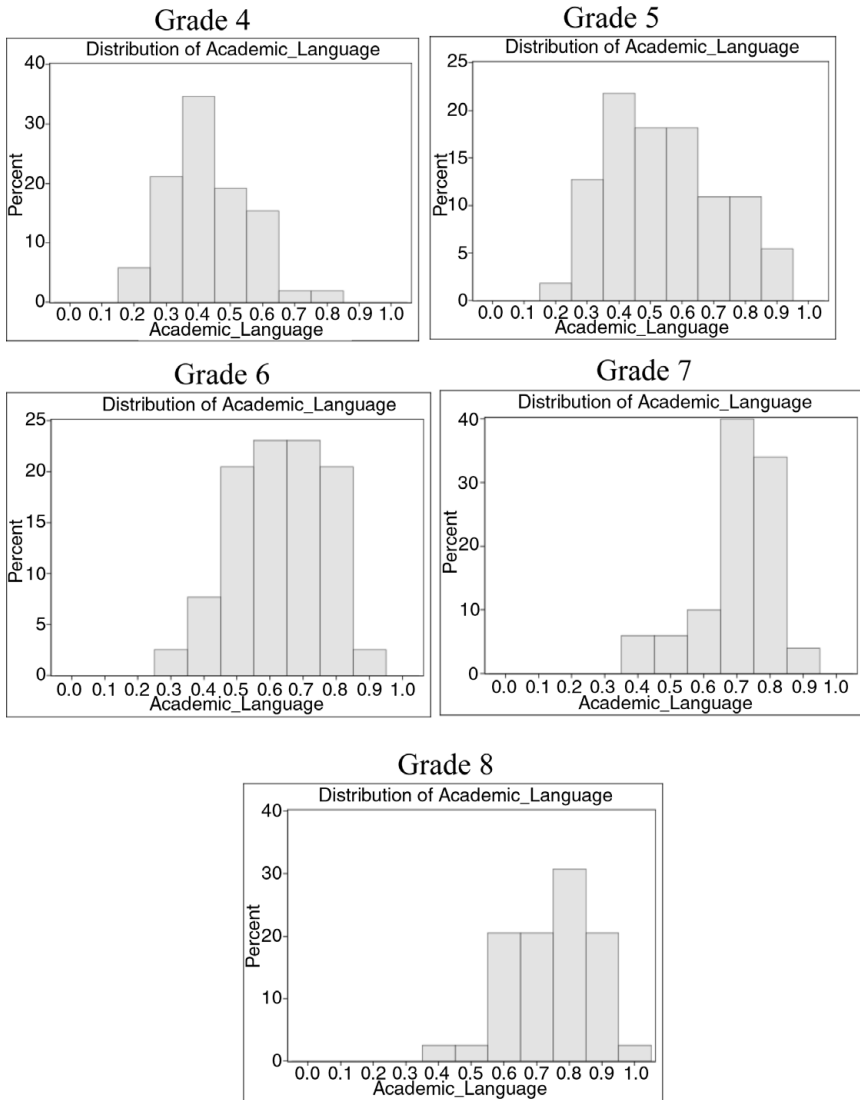 Grade 4
Distribution of Academic_Language
40
30
20
10
0
Percent
0.0 0.1 0.2 0.3 0.4 0.5 0.6 0.7 0.8 0.9 1.0
Academic_Language
Grade 5
Distribution of Academic_Language
25
20
15
10
5
0
Percent
0.0 0.1 0.2 0.3 0.4 0.5 0.6 0.7 0.8 0.9 1.0
Academic_Language
Grade 6
Distribution of Academic_Language
25
20
15
10
5
0
Percent
0.0 0.1 0.2 0.3 0.4 0.5 0.6 0.7 0.8 0.9 1.0
Academic_Language
Grade 7
Distribution of Academic_Language
40
30
20
10
0
Percent
0.0 0.1 0.2 0.3 0.4 0.5 0.6 0.7 0.8 0.9 1.0
Academic_Language
Grade 8
Distribution of Academic_Language
40
30
20
10
0
Percent
0.0 0.1 0.2 0.3 0.4 0.5 0.6 0.7 0.8 0.9 1.0
Academic_Language